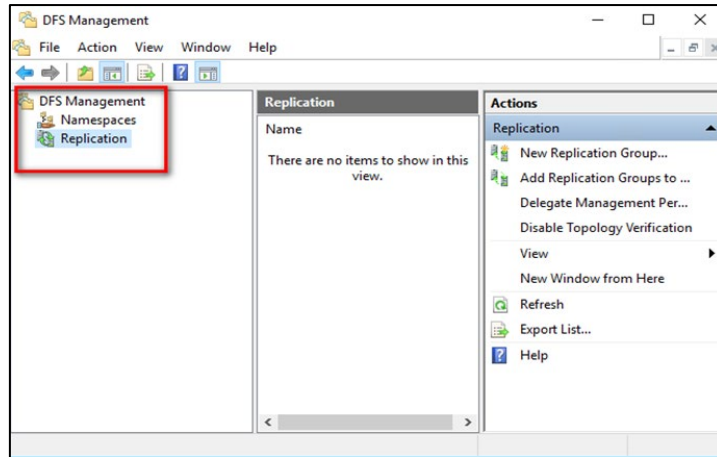 DFS Management
File Action View Window Help
DFS Management
Namespaces
Replication
Replication
Name
There are no items to show in this
view.
Actions
Replication
New Replication Group...
Add Replication Groups to ...
Delegate Management Per...
Disable Topology Verification
View
New Window from Here
Refresh
Export List...
Help